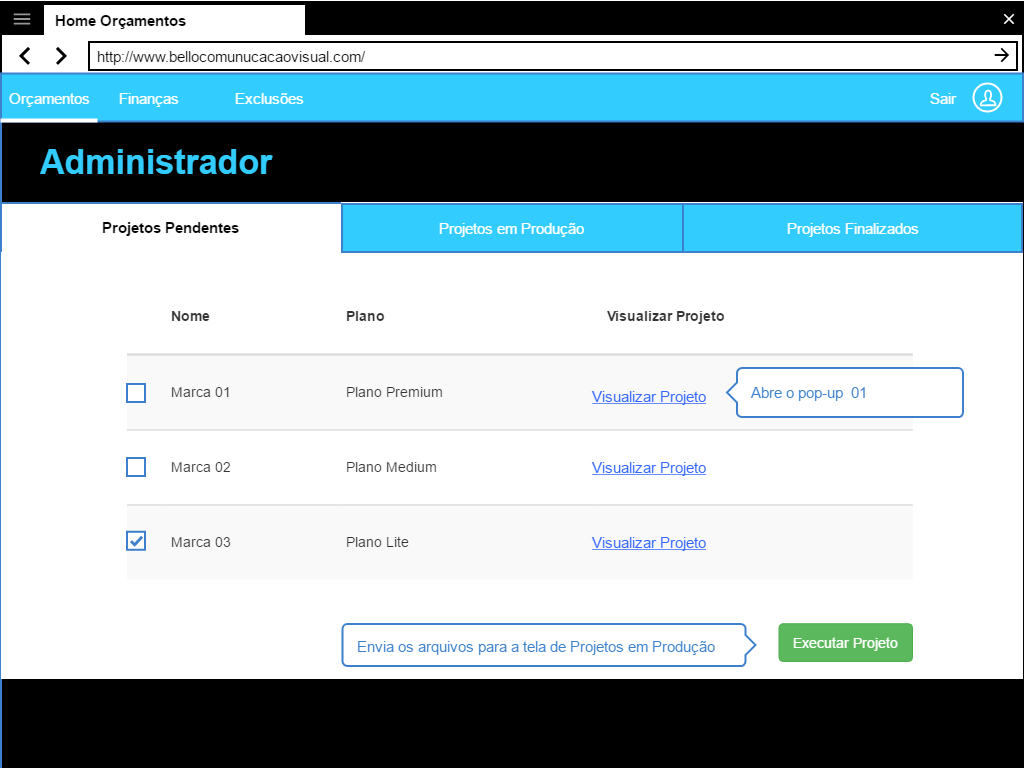 Home Orçamentos
http://www.bellocomunucacaovisual.com/
Orçamentos Finanças Exclusões Sair
Administrador
Projetos Pendentes Projetos em Produção Projetos Finalizados
Nome Plano Visualizar Projeto
Marca 01 Plano Premium Visualizar Projeto Abre o pop-up 01
Marca 02 Plano Medium Visualizar Projeto
Marca 03 Plano Lite Visualizar Projeto
Envia os arquivos para a tela de Projetos em Produção Executar Projeto